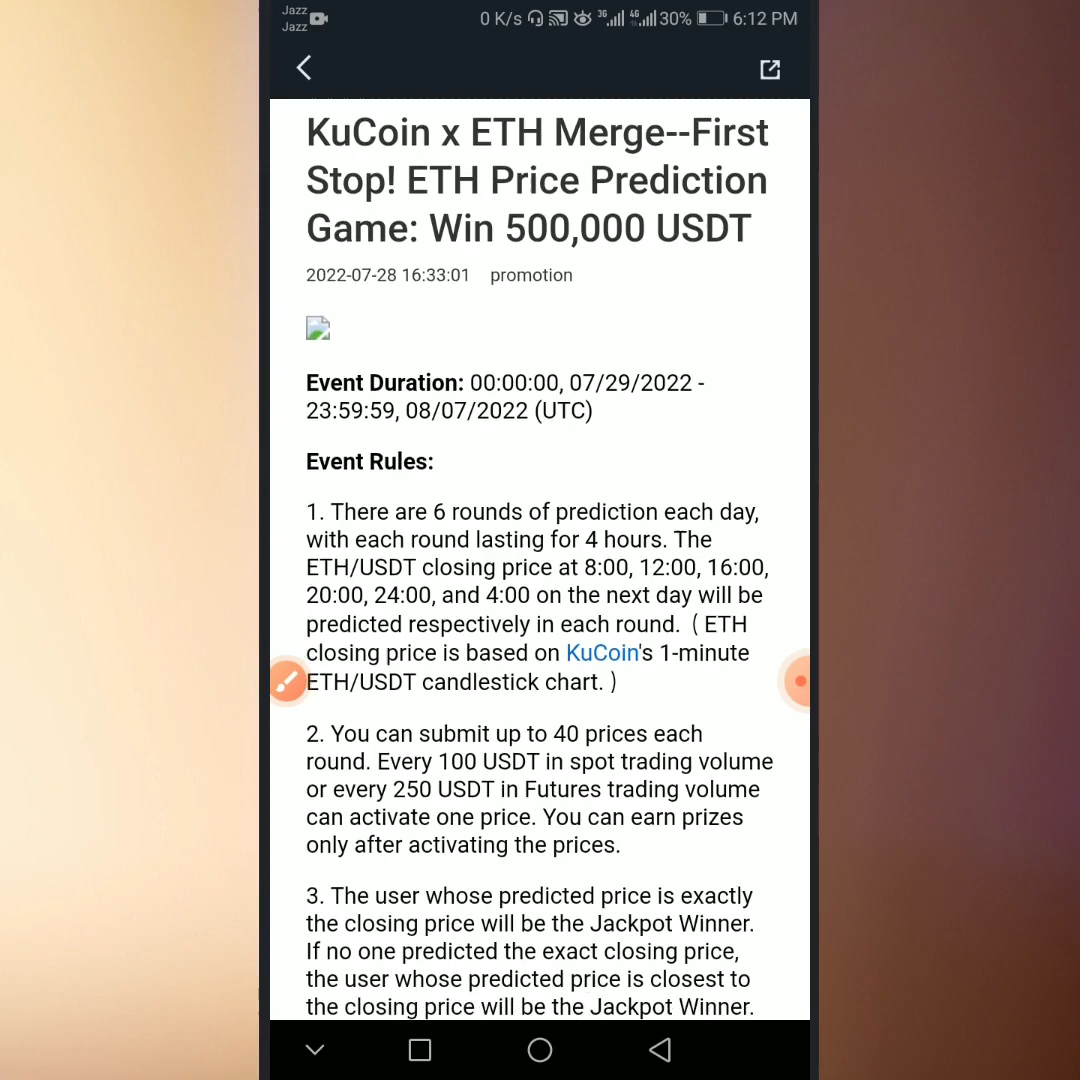 Jazz
Jazz
0 K/s 3G 4G 30% 6:12 PM
KuCoin x ETH Merge--First
Stop! ETH Price Prediction
Game: Win 500,000 USDT
2022-07-28 16:33:01 promotion
Event Duration: 00:00:00, 07/29/2022 -
23:59:59, 08/07/2022 (UTC)
Event Rules:
1. There are 6 rounds of prediction each day,
with each round lasting for 4 hours. The
ETH/USDT closing price at 8:00, 12:00, 16:00,
20:00, 24:00, and 4:00 on the next day will be
predicted respectively in each round.（ETH
closing price is based on KuCoin's 1-minute
ETH/USDT candlestick chart.）
2. You can submit up to 40 prices each
round. Every 100 USDT in spot trading volume
or every 250 USDT in Futures trading volume
can activate one price. You can earn prizes
only after activating the prices.
3. The user whose predicted price is exactly
the closing price will be the Jackpot Winner.
If no one predicted the exact closing price,
the user whose predicted price is closest to
the closing price will be the Jackpot Winner.